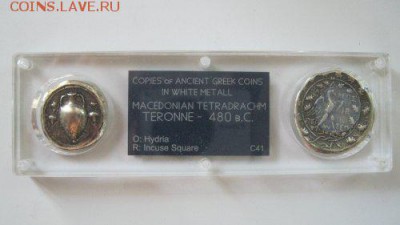 COINS.LAVE.RU
COPIES OF ANCIENT GREEK COINS
IN WHITE METALL
MACEDONIAN TETRADRACHM
TERONNE - 480 B.C.
O: Hydria
R: Incuse Square
C41